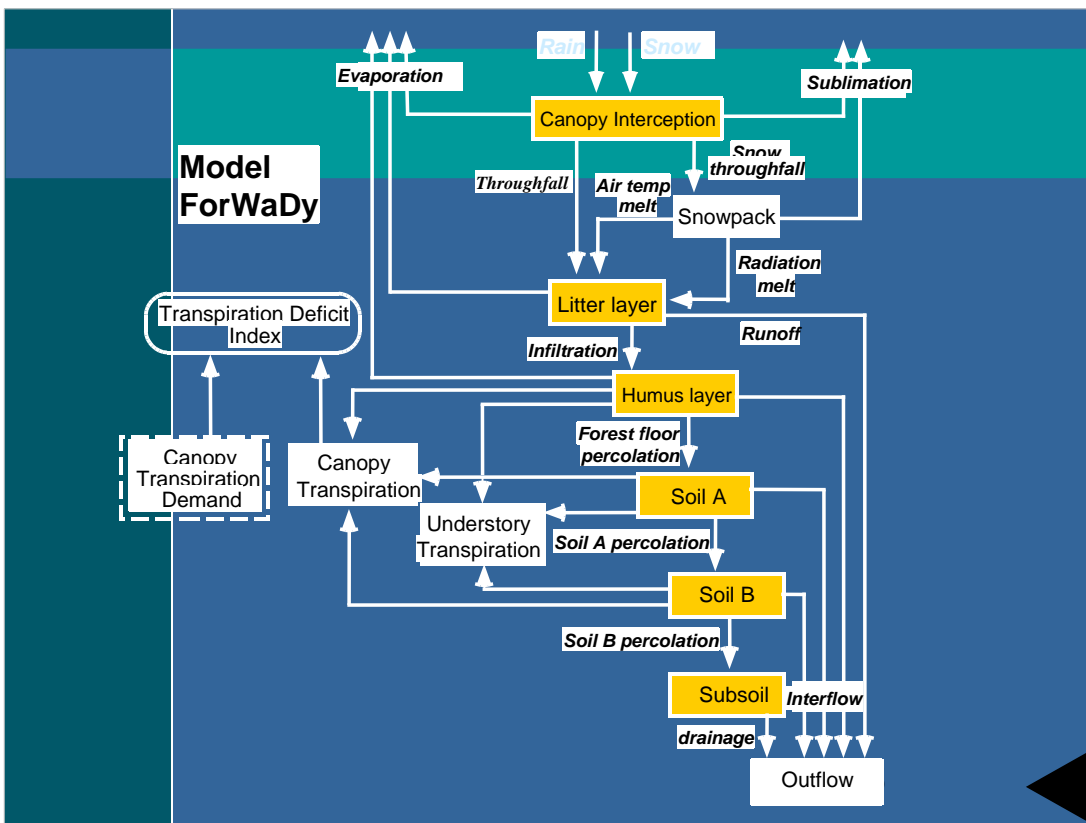 Rain
Snow
Evaporation
Sublimation
Canopy Interception
Snow
throughfall
Model
ForWaDy
Throughfall
Air temp
melt
Snowpack
Radiation
melt
Litter layer
Transpiration Deficit
Index
Runoff
Infiltration
Humus layer
Forest floor
percolation
Canopy
Transpiration
Demand
Canopy
Transpiration
Soil A
Understory
Transpiration
Soil A percolation
Soil B
Soil B percolation
Subsoil
Interflow
drainage
Outflow